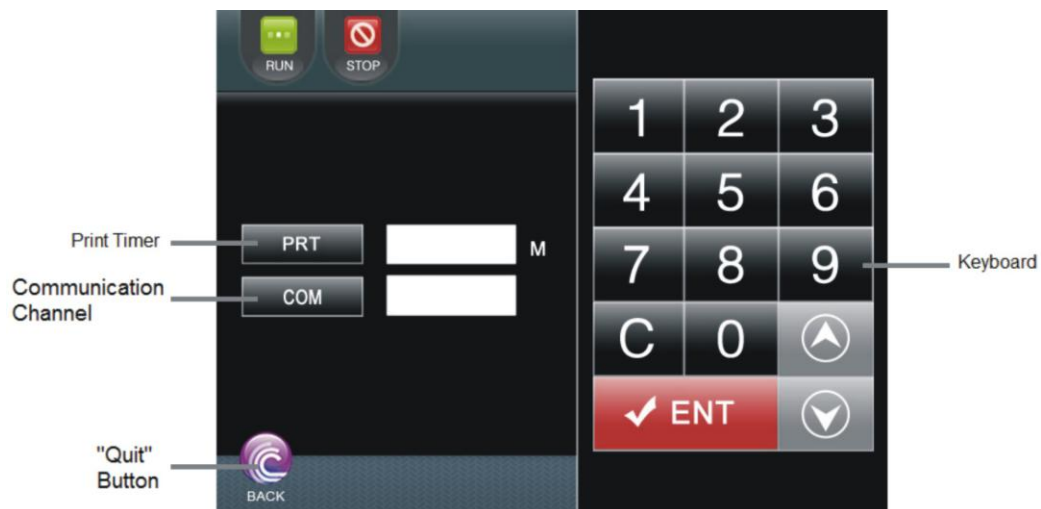 RUN STOP
1 2 3
4 5 6
Print Timer PRT M
7 8 9 Keyboard
Communication
Channel
COM
C 0
ENT
"Quit"
Button
BACK